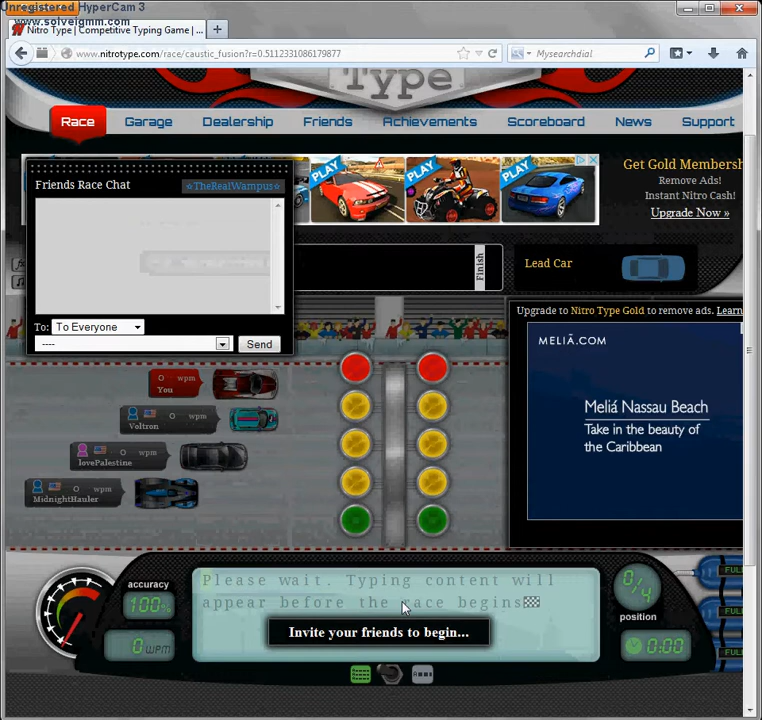 Unregistered HyperCam 3
www.solveigmm.com
Nitro Type | Competitive Typing Game | ...
www.nitrotype.com/race/caustic_fusion?r=0.5112331086179877
Mysearchdial
Type
Race
Garage
Dealership
Friends
Achievements
Scoreboard
News
Support
PLAY
PLAY
PLAY
Get Gold Membersh
Remove Ads!
Instant Nitro Cash!
Upgrade Now »
Friends Race Chat
☆TheRealWampus☆
Finish
Lead Car
To: To Everyone
----
Send
Upgrade to Nitro Type Gold to remove ads. Learn
MELIÃ.COM
Meliá Nassau Beach
Take in the beauty of
the Caribbean
0 wpm
You
0 wpm
Voltron
0 wpm
lovePalestine
0 wpm
MidnightHauler
accuracy
100%
0 WPM
Please wait. Typing content will
appear before the race begins
Invite your friends to begin...
0/4
position
0:00
FULL
FULL
FULL